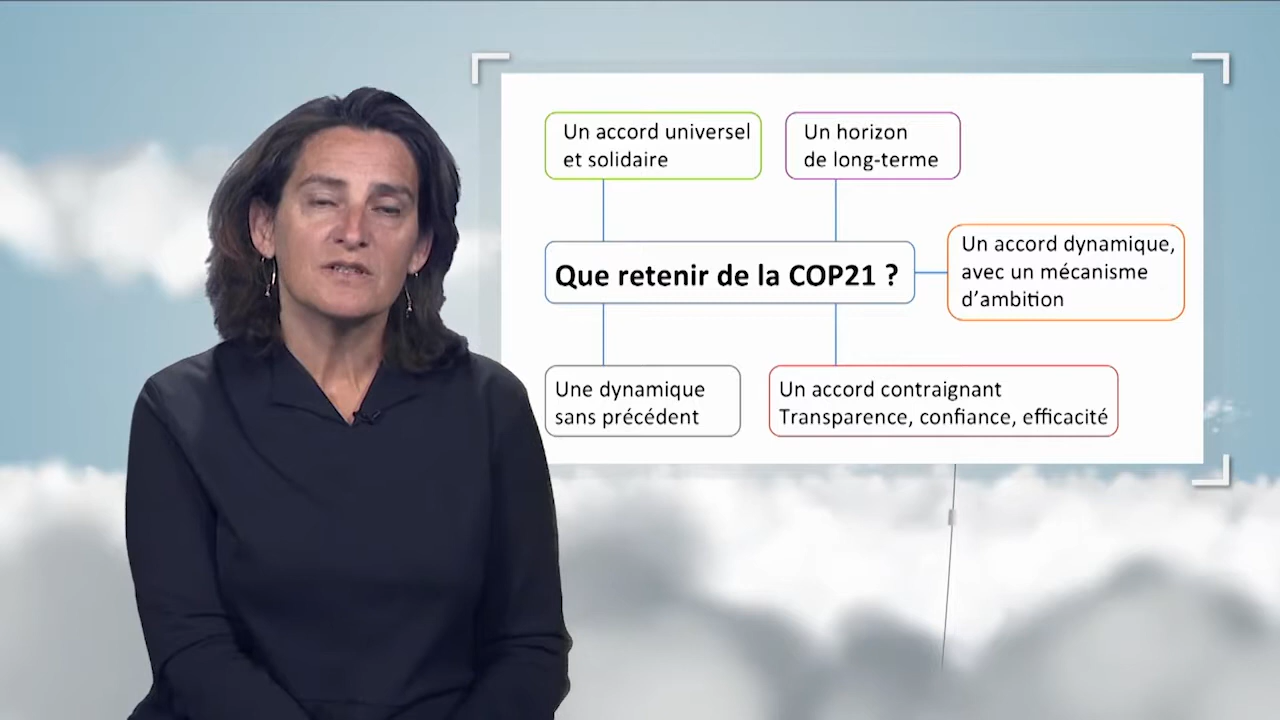 Un accord universel
et solidaire
Un horizon
de long-terme
Un accord dynamique,
avec un mécanisme
d'ambition
Que retenir de la COP21 ?
Une dynamique
sans précédent
Un accord contraignant
Transparence, confiance, efficacité